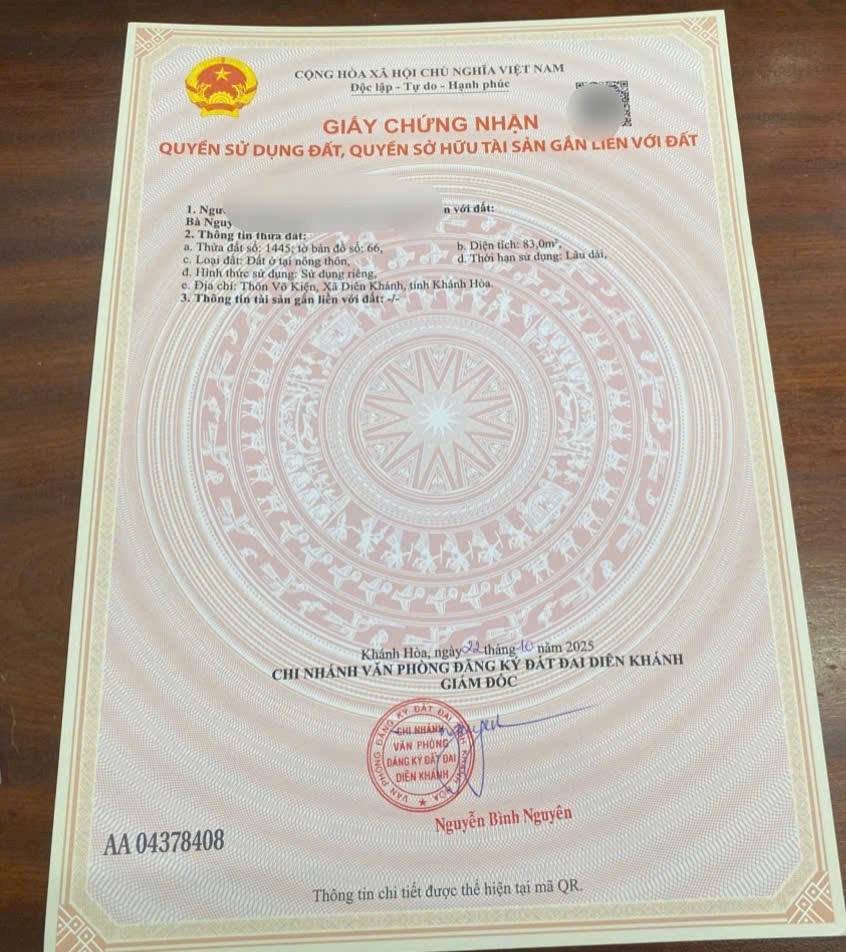 CỘNG HÒA XÃ HỘI CHỦ NGHĨA VIỆT NAM
Độc lập - Tự do - Hạnh phúc
GIẤY CHỨNG NHẬN
QUYỀN SỬ DỤNG ĐẤT, QUYỀN SỞ HỮU TÀI SẢN GẮN LIỀN VỚI ĐẤT
1. Ngư với đất:
Bà Nguy
2. Thông tin thửa đất:
a. Thửa đất số: 1445; tờ bản đồ số: 66, b. Diện tích: 83,0m²,
c. Loại đất: Đất ở tại nông thôn, d. Thời hạn sử dụng: Lâu dài,
đ. Hình thức sử dụng: Sử dụng riêng,
e. Địa chỉ: Thôn Võ Kiện, Xã Diên Khánh, tỉnh Khánh Hòa.
3. Thông tin tài sản gắn liền với đất: -/-
Khánh Hòa, ngày 22 tháng 10 năm 2025
CHI NHÁNH VĂN PHÒNG ĐĂNG KÝ ĐẤT ĐAI DIÊN KHÁNH
GIÁM ĐỐC
VĂN PHÒNG ĐĂNG KÝ ĐẤT ĐAI
CHI NHÁNH
VĂN PHÒNG
ĐĂNG KÝ ĐẤT ĐAI
DIÊN KHÁNH
Nguyễn Bình Nguyên
AA 04378408
Thông tin chi tiết được thể hiện tại mã QR.